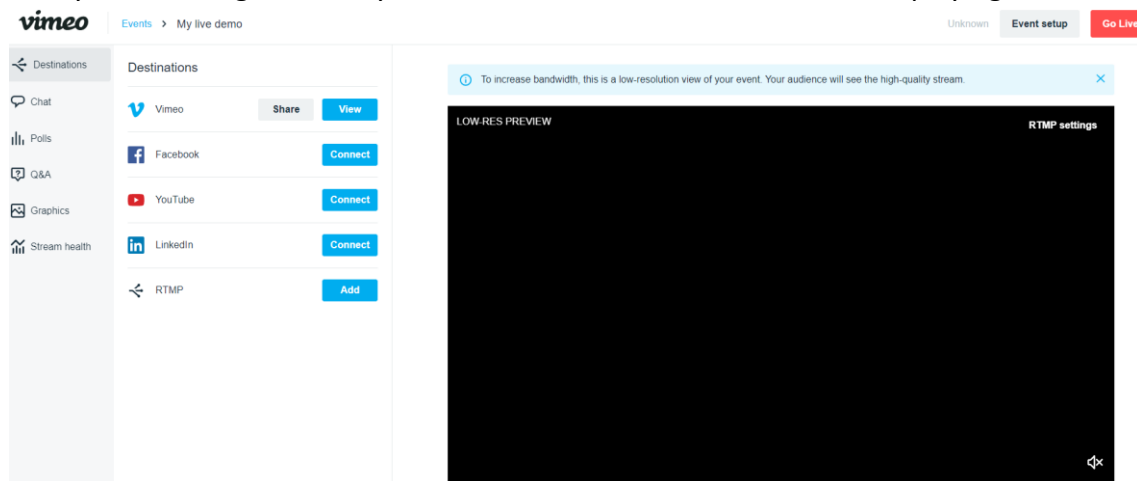 vimeo
Events > My live demo
Unknown
Event setup
Go Live
Destinations
Chat
Polls
Q&A
Graphics
Stream health
Destinations
Vimeo
Share
View
Facebook
Connect
YouTube
Connect
LinkedIn
Connect
RTMP
Add
To increase bandwidth, this is a low-resolution view of your event. Your audience will see the high-quality stream.
LOW-RES PREVIEW
RTMP settings